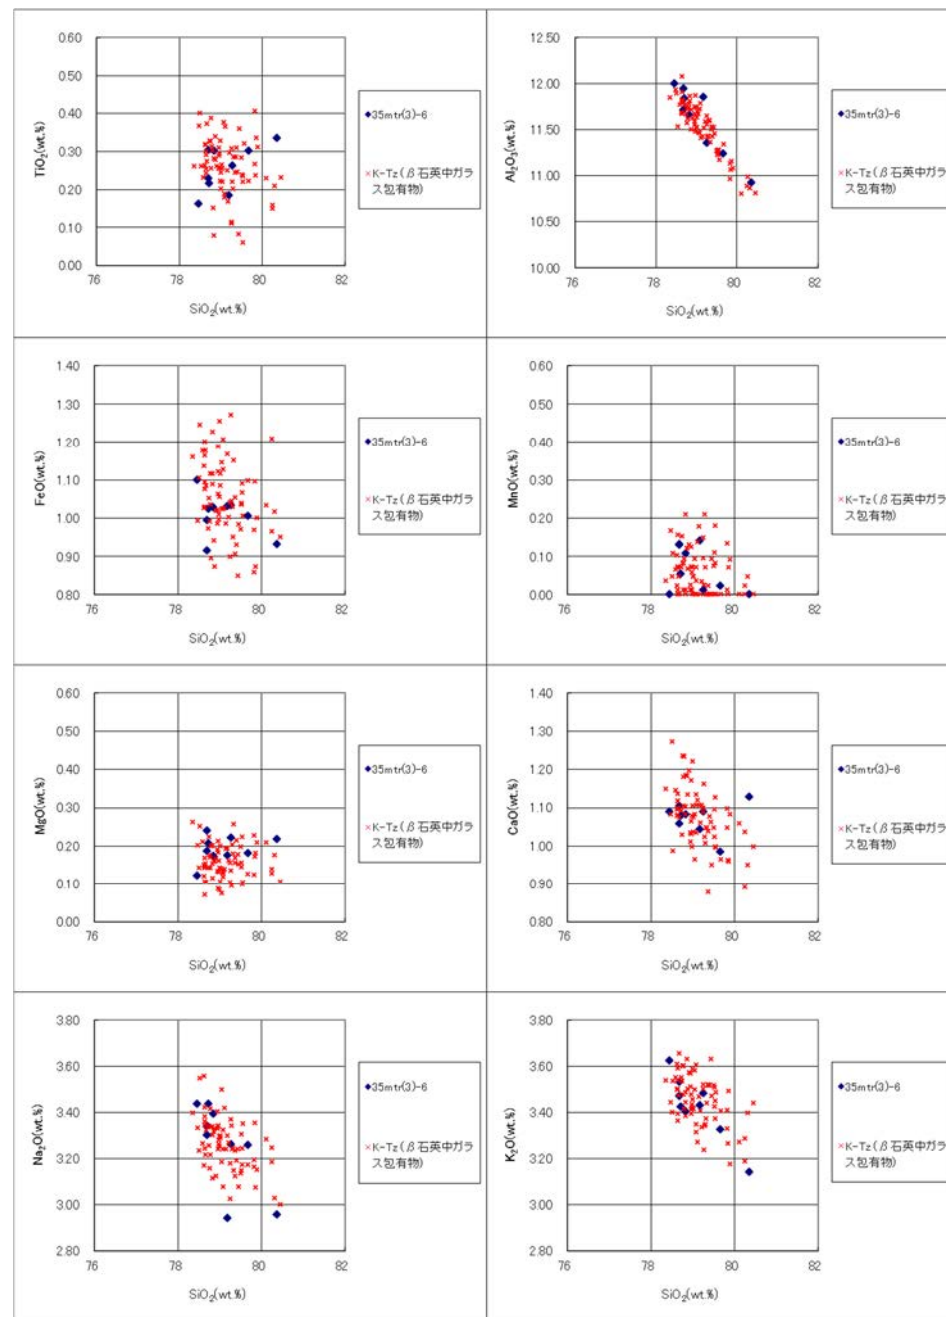 0.60
0.50
0.40
0.30
0.20
0.10
0.00
76
78
80
82
TiO2(wt.%)
SiO2(wt.%)
35mtr(3)-6
K-Tz(β石英中ガラ
ス包有物)
12.50
12.00
11.50
11.00
10.50
10.00
76
78
80
82
Al2O3(wt.%)
SiO2(wt.%)
35mtr(3)-6
K-Tz(β石英中ガラ
ス包有物)
1.40
1.30
1.20
1.10
1.00
0.90
0.80
76
78
80
82
FeO(wt.%)
SiO2(wt.%)
35mtr(3)-6
K-Tz(β石英中ガラ
ス包有物)
0.60
0.50
0.40
0.30
0.20
0.10
0.00
76
78
80
82
MnO(wt.%)
SiO2(wt.%)
35mtr(3)-6
K-Tz(β石英中ガラ
ス包有物)
0.60
0.50
0.40
0.30
0.20
0.10
0.00
76
78
80
82
MgO(wt.%)
SiO2(wt.%)
35mtr(3)-6
K-Tz(β石英中ガラ
ス包有物)
1.40
1.30
1.20
1.10
1.00
0.90
0.80
76
78
80
82
CaO(wt.%)
SiO2(wt.%)
35mtr(3)-6
K-Tz(β石英中ガラ
ス包有物)
3.80
3.60
3.40
3.20
3.00
2.80
76
78
80
82
Na2O(wt.%)
SiO2(wt.%)
35mtr(3)-6
K-Tz(β石英中ガラ
ス包有物)
3.80
3.60
3.40
3.20
3.00
2.80
76
78
80
82
K2O(wt.%)
SiO2(wt.%)
35mtr(3)-6
K-Tz(β石英中ガラ
ス包有物)